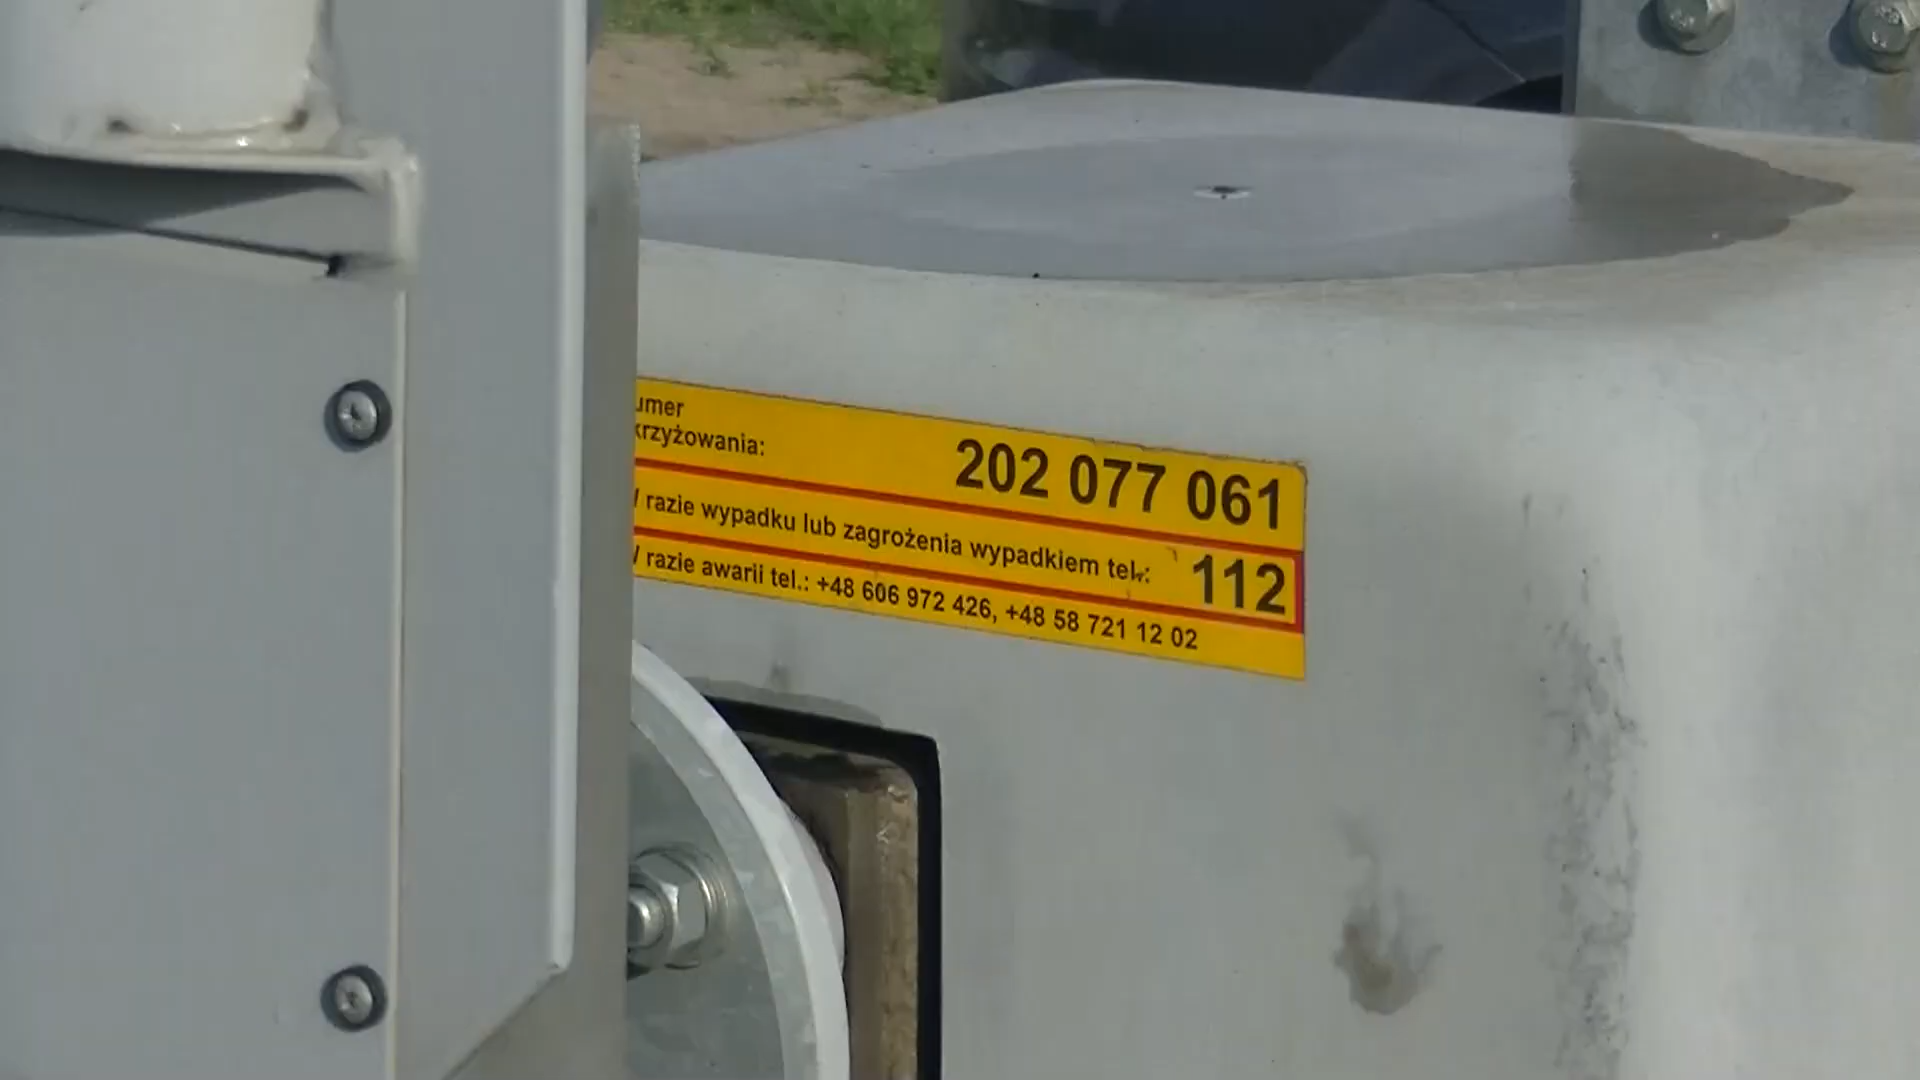 umer
krzyżowania: 202 077 061
razie wypadku lub zagrożenia wypadkiem tel.: 112
razie awarii tel.: +48 606 972 426, +48 58 721 12 02